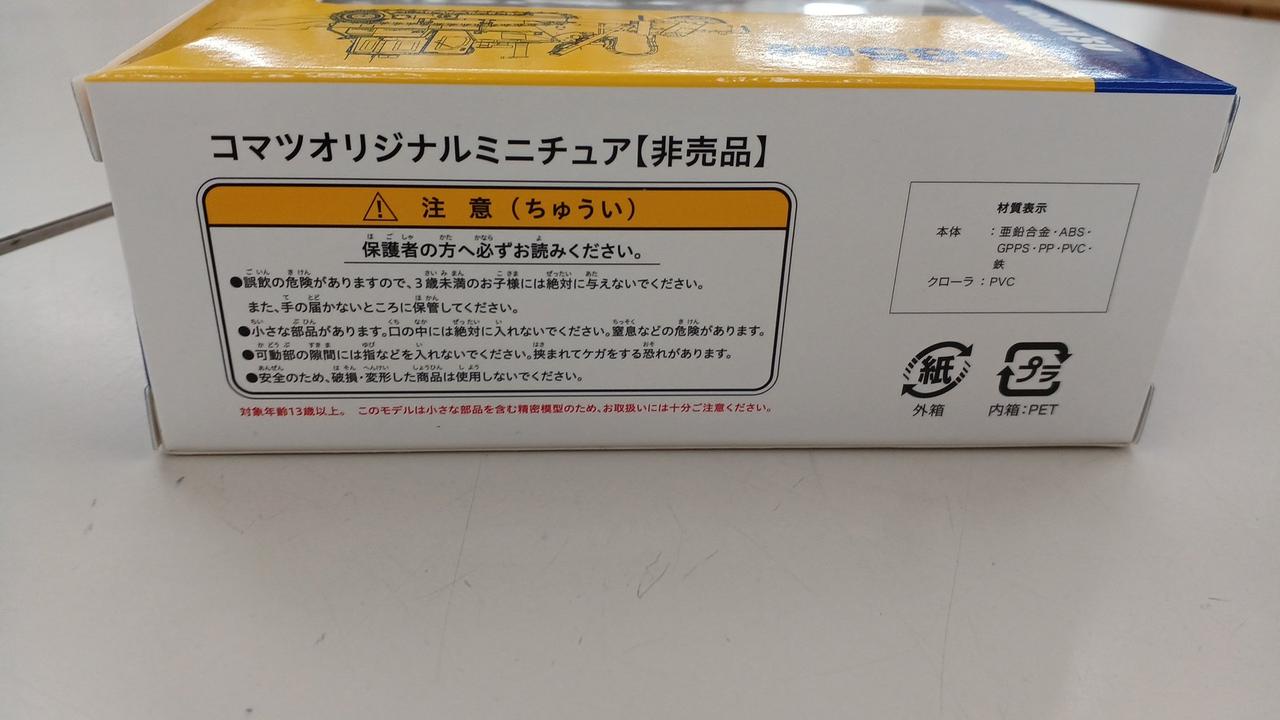 KOMATSU
コマツオリジナルミニチュア【非売品】
注 意（ちゅうい）
保護者の方へ必ずお読みください。
●誤飲の危険がありますので、3歳未満のお子様には絶対に与えないでください。
また、手の届かないところに保管してください。
●小さな部品があります。口の中には絶対に入れないでください。窒息などの危険があります。
●可動部の隙間には指などを入れないでください。挟まれてケガをする恐れがあります。
●安全のため、破損・変形した商品は使用しないでください。
対象年齢13歳以上。 このモデルは小さな部品を含む精密模型のため、お取扱いには十分ご注意ください。
材質表示
本体 ：亜鉛合金・ABS・
GPPS・PP・PVC・
鉄
クローラ：PVC
紙
外箱
プラ
内箱：PET